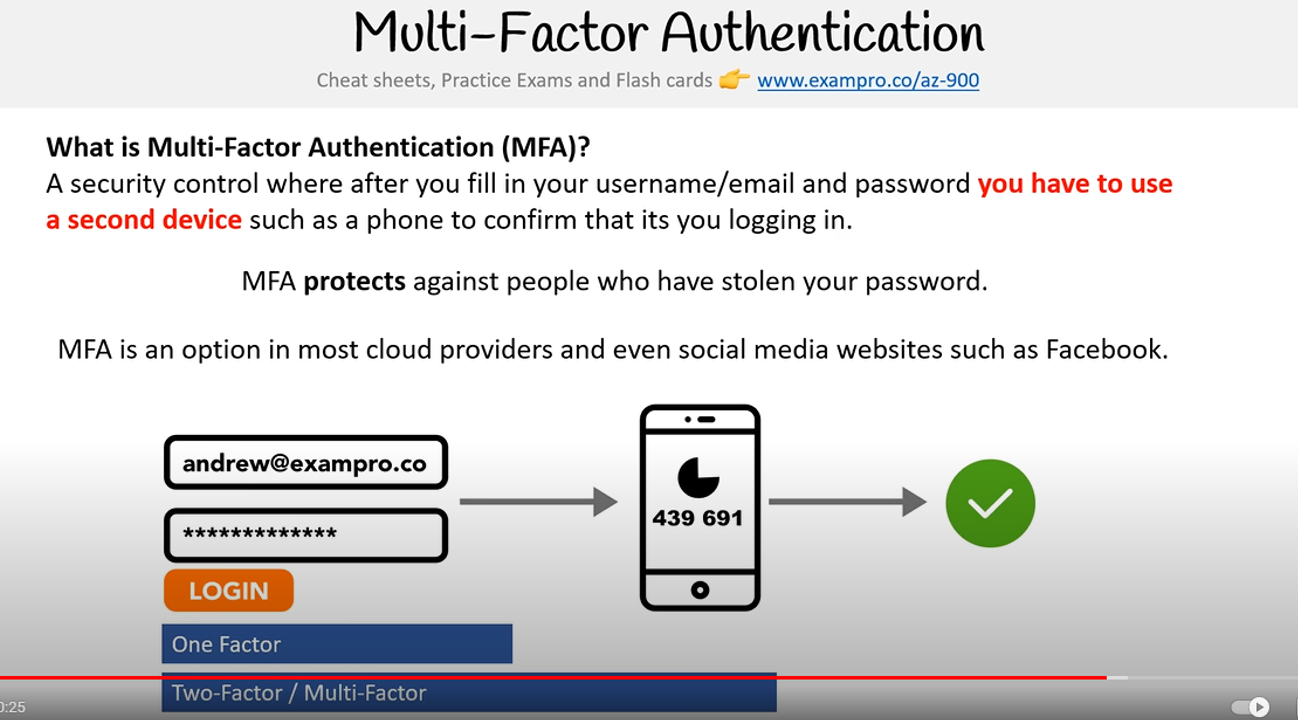 Multi-Factor Authentication
Cheat sheets, Practice Exams and Flash cards 👉 www.exampro.co/az-900
What is Multi-Factor Authentication (MFA)?
A security control where after you fill in your username/email and password you have to use
a second device such as a phone to confirm that its you logging in.
MFA protects against people who have stolen your password.
MFA is an option in most cloud providers and even social media websites such as Facebook.
andrew@exampro.co
*************
LOGIN
439 691
One Factor
Two-Factor / Multi-Factor
0:25